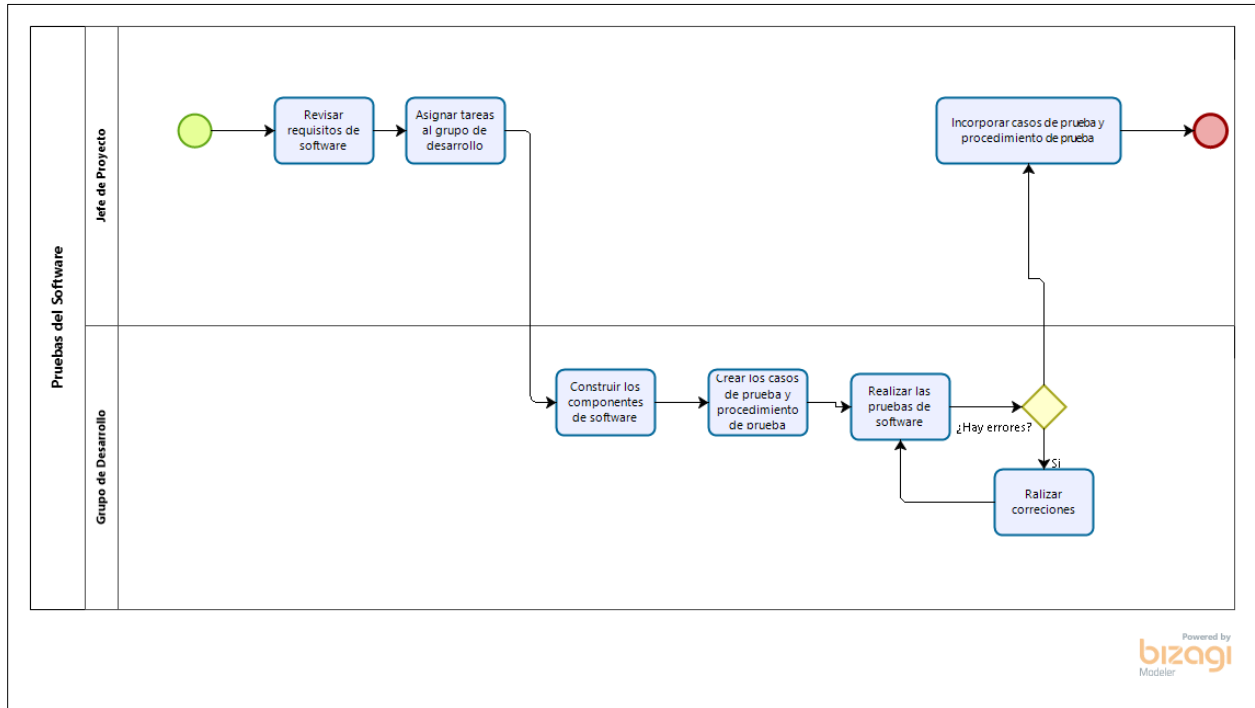 Pruebas del Software
Jefe de Proyecto
Revisar
requisitos de
software
Asignar tareas
al grupo de
desarrollo
Incorporar casos de prueba y
procedimiento de prueba
Grupo de Desarrollo
Construir los
componentes
de software
Crear los casos
de prueba y
procedimiento
de prueba
Realizar las
pruebas de
software
¿Hay errores?
Si
Ralizar
correciones
Powered by
bizagi
Modeler